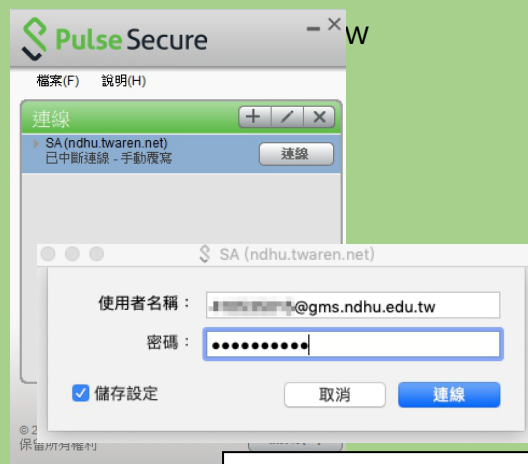 Pulse Secure
W
檔案(F) 說明(H)
連線
SA (ndhu.twaren.net)
已中斷連線 - 手動覆寫
連線
SA (ndhu.twaren.net)
使用者名稱：
@gms.ndhu.edu.tw
密碼：
儲存設定
取消
連線
© 2
保留所有權利